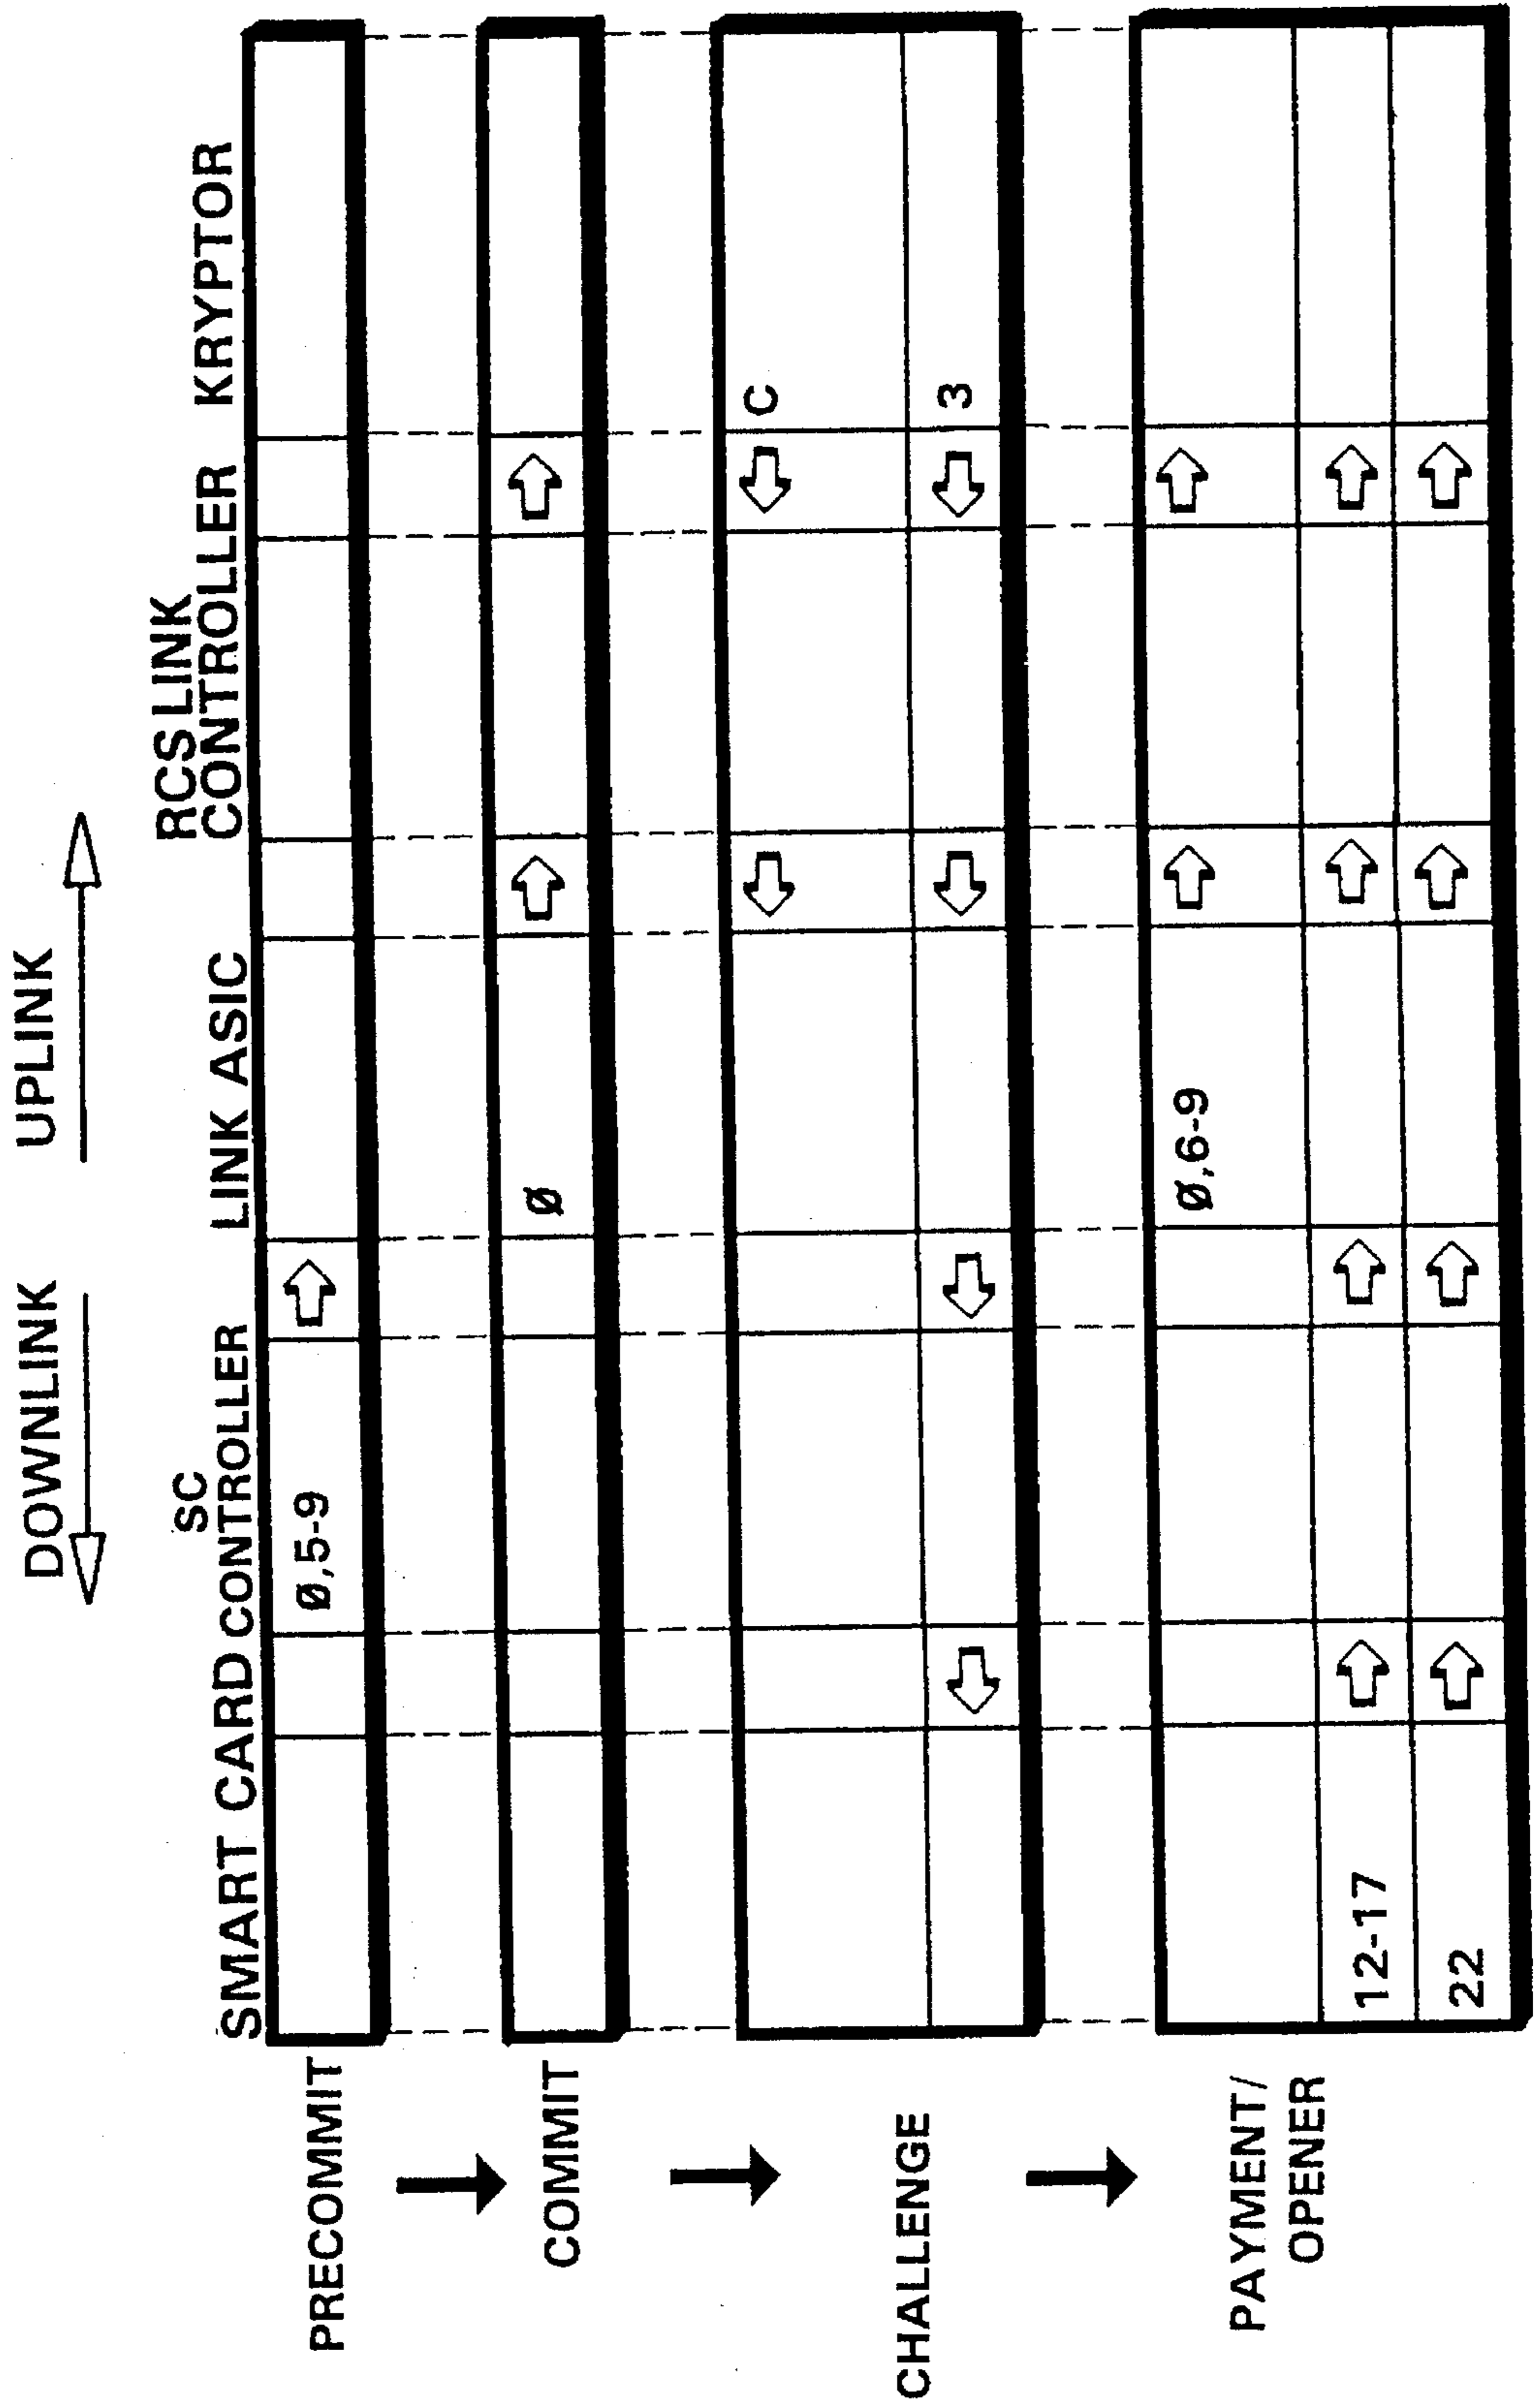 DOWNLINK UPLINK
SC RCS LINK
SMART CARD CONTROLLER LINK ASIC CONTROLLER KRYPTOR
PRECOMMIT Ø,5-9
COMMIT Ø
C
CHALLENGE
3
Ø,6-9
PAYMENT/
12-17
OPENER
22